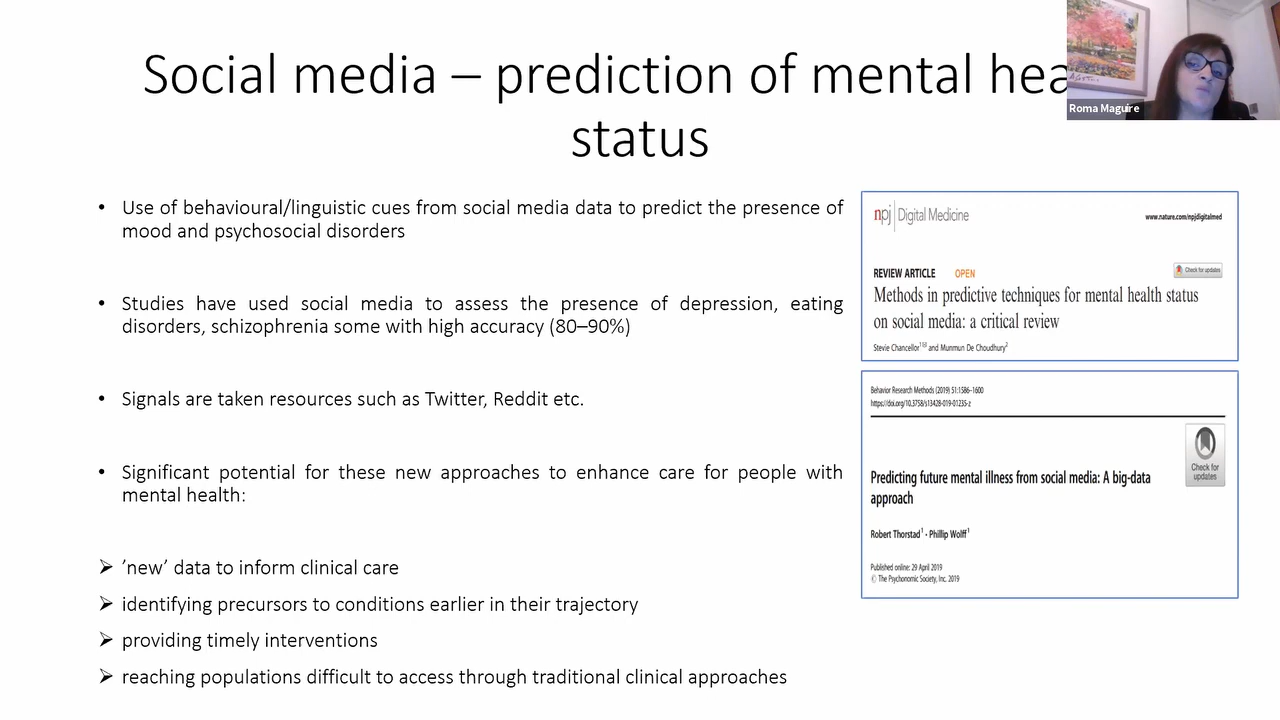 Social media – prediction of mental hea
status
Roma Maguire
• Use of behavioural/linguistic cues from social media data to predict the presence of
mood and psychosocial disorders
• Studies have used social media to assess the presence of depression, eating
disorders, schizophrenia some with high accuracy (80–90%)
• Signals are taken resources such as Twitter, Reddit etc.
• Significant potential for these new approaches to enhance care for people with
mental health:
➢ ’new’ data to inform clinical care
➢ identifying precursors to conditions earlier in their trajectory
➢ providing timely interventions
➢ reaching populations difficult to access through traditional clinical approaches
npj | Digital Medicine
www.nature.com/npjdigitalmed
REVIEW ARTICLE OPEN
Check for updates
Methods in predictive techniques for mental health status
on social media: a critical review
Stevie Chancellor and Munmun De Choudhury
Behavior Research Methods (2019) 51:1586–1600
https://doi.org/10.3758/s13428-019-01235-z
Check for
updates
Predicting future mental illness from social media: A big-data
approach
Robert Thorstad¹ · Phillip Wolff¹
Published online: 29 April 2019
© The Psychonomic Society, Inc. 2019